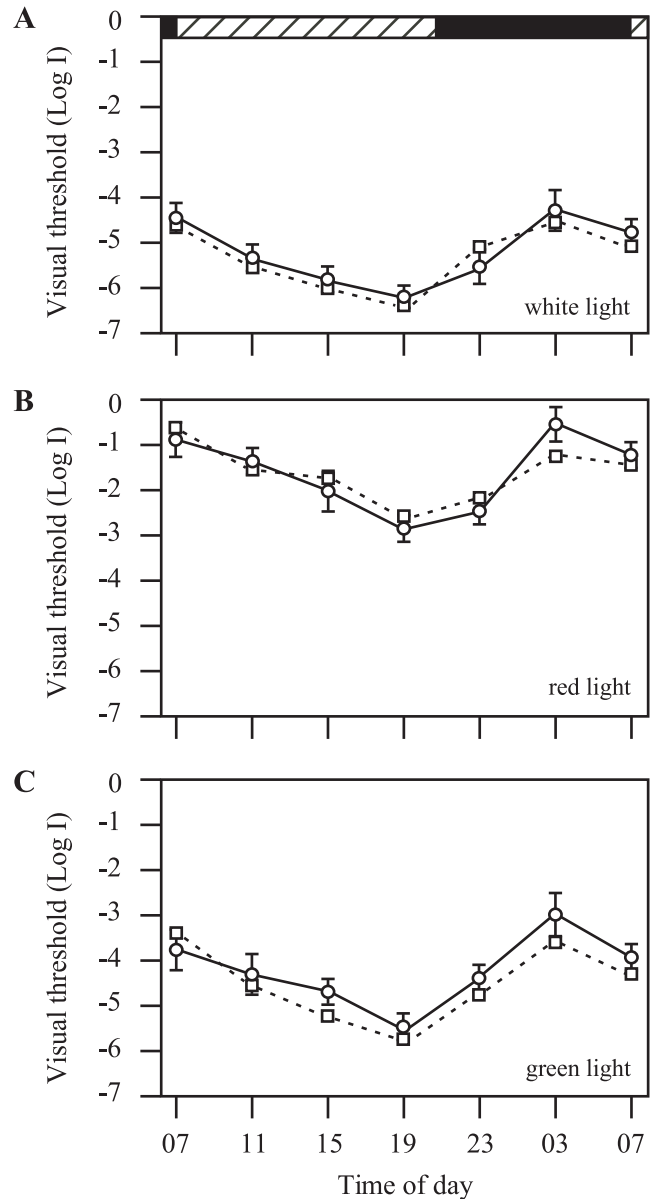 A
Visual threshold (Log I)
0
-1
-2
-3
-4
-5
-6
-7
white light
B
Visual threshold (Log I)
0
-1
-2
-3
-4
-5
-6
-7
red light
C
Visual threshold (Log I)
0
-1
-2
-3
-4
-5
-6
-7
green light
07 11 15 19 23 03 07
Time of day